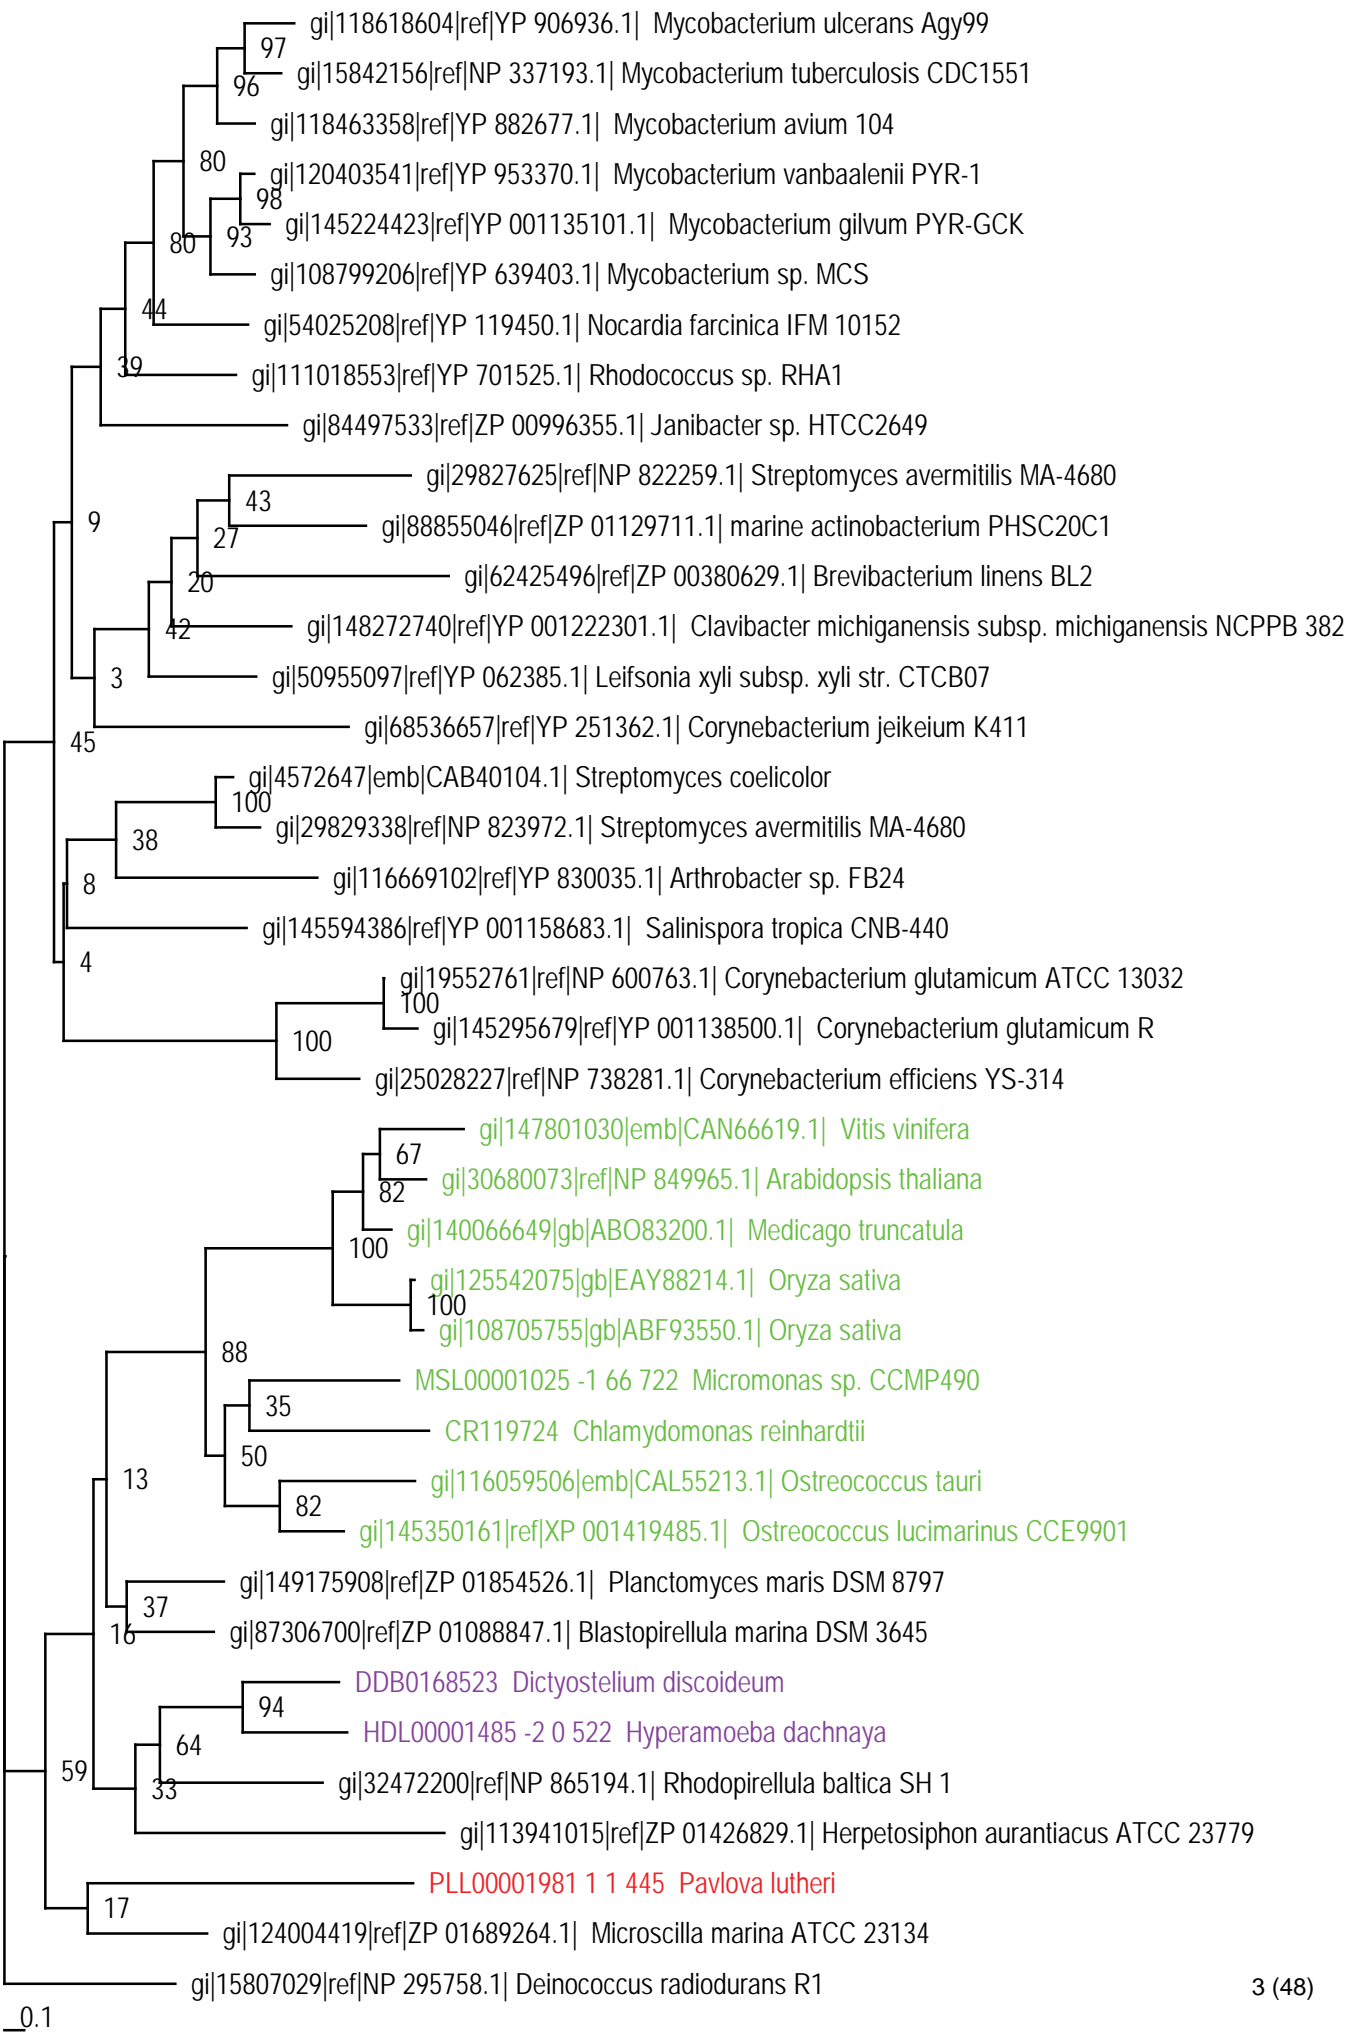 gi|118618604|ref|YP 906936.1| Mycobacterium ulcerans Agy99
97
gi|15842156|ref|NP 337193.1| Mycobacterium tuberculosis CDC1551
96
gi|118463358|ref|YP 882677.1| Mycobacterium avium 104
80
gi|120403541|ref|YP 953370.1| Mycobacterium vanbaalenii PYR-1
98
gi|145224423|ref|YP 001135101.1| Mycobacterium gilvum PYR-GCK
93
80
gi|108799206|ref|YP 639403.1| Mycobacterium sp. MCS
44
gi|54025208|ref|YP 119450.1| Nocardia farcinica IFM 10152
39
gi|111018553|ref|YP 701525.1| Rhodococcus sp. RHA1
gi|84497533|ref|ZP 00996355.1| Janibacter sp. HTCC2649
gi|29827625|ref|NP 822259.1| Streptomyces avermitilis MA-4680
43
9
gi|88855046|ref|ZP 01129711.1| marine actinobacterium PHSC20C1
27
gi|62425496|ref|ZP 00380629.1| Brevibacterium linens BL2
20
gi|148272740|ref|YP 001222301.1| Clavibacter michiganensis subsp. michiganensis NCPPB 382
42
gi|50955097|ref|YP 062385.1| Leifsonia xyli subsp. xyli str. CTCB07
3
gi|68536657|ref|YP 251362.1| Corynebacterium jeikeium K411
45
gi|4572647|emb|CAB40104.1| Streptomyces coelicolor
100
gi|29829338|ref|NP 823972.1| Streptomyces avermitilis MA-4680
38
gi|116669102|ref|YP 830035.1| Arthrobacter sp. FB24
8
gi|145594386|ref|YP 001158683.1| Salinispora tropica CNB-440
4
gi|19552761|ref|NP 600763.1| Corynebacterium glutamicum ATCC 13032
100
gi|145295679|ref|YP 001138500.1| Corynebacterium glutamicum R
100
gi|25028227|ref|NP 738281.1| Corynebacterium efficiens YS-314
gi|147801030|emb|CAN66619.1| Vitis vinifera
67
gi|30680073|ref|NP 849965.1| Arabidopsis thaliana
82
gi|140066649|gb|ABO83200.1| Medicago truncatula
100
gi|125542075|gb|EAY88214.1| Oryza sativa
100
gi|108705755|gb|ABF93550.1| Oryza sativa
88
MSL00001025 -1 66 722 Micromonas sp. CCMP490
35
CR119724 Chlamydomonas reinhardtii
50
13
gi|116059506|emb|CAL55213.1| Ostreococcus tauri
82
gi|145350161|ref|XP 001419485.1| Ostreococcus lucimarinus CCE9901
gi|149175908|ref|ZP 01854526.1| Planctomyces maris DSM 8797
37
16
gi|87306700|ref|ZP 01088847.1| Blastopirellula marina DSM 3645
DDB0168523 Dictyostelium discoideum
94
HDL00001485 -2 0 522 Hyperamoeba dachnaya
64
59
gi|32472200|ref|NP 865194.1| Rhodopirellula baltica SH 1
33
gi|113941015|ref|ZP 01426829.1| Herpetosiphon aurantiacus ATCC 23779
PLL00001981 1 1 445 Pavlova lutheri
17
gi|124004419|ref|ZP 01689264.1| Microscilla marina ATCC 23134
gi|15807029|ref|NP 295758.1| Deinococcus radiodurans R1
3 (48)
0.1